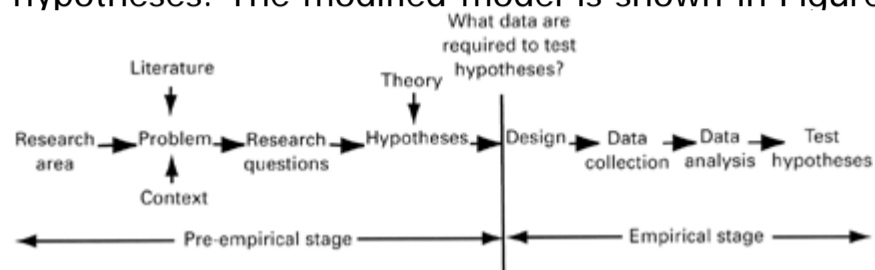 hypotheses. The modified model is shown in Figure
What data are
required to test
hypotheses?
Literature
Theory
Research area
Problem
Research questions
Hypotheses
Design
Data collection
Data analysis
Test hypotheses
Context
Pre-empirical stage
Empirical stage